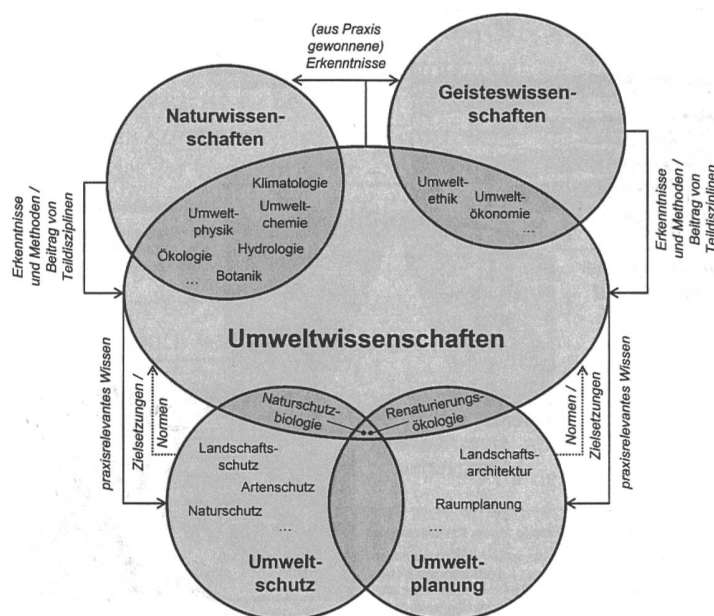 (aus Praxis
gewonnene)
Erkenntnisse
Naturwissen-
schaften
Geisteswissen-
schaften
Klimatologie
Umwelt-
physik
Umwelt-
chemie
Ökologie
Hydrologie
...
Botanik
Umwelt-
ethik
Umwelt-
ökonomie
...
Erkenntnisse
und Methoden /
Beitrag von
Teildisziplinen
Erkenntnisse
und Methoden /
Beitrag von
Teildisziplinen
Umweltwissenschaften
praxisrelevantes Wissen
Zielsetzungen /
Normen
Normen /
Zielsetzungen
praxisrelevantes Wissen
Naturschutz-
biologie
Renaturierungs-
ökologie
Landschafts-
schutz
Artenschutz
Naturschutz
...
Umwelt-
schutz
Landschafts-
architektur
Raumplanung
...
Umwelt-
planung